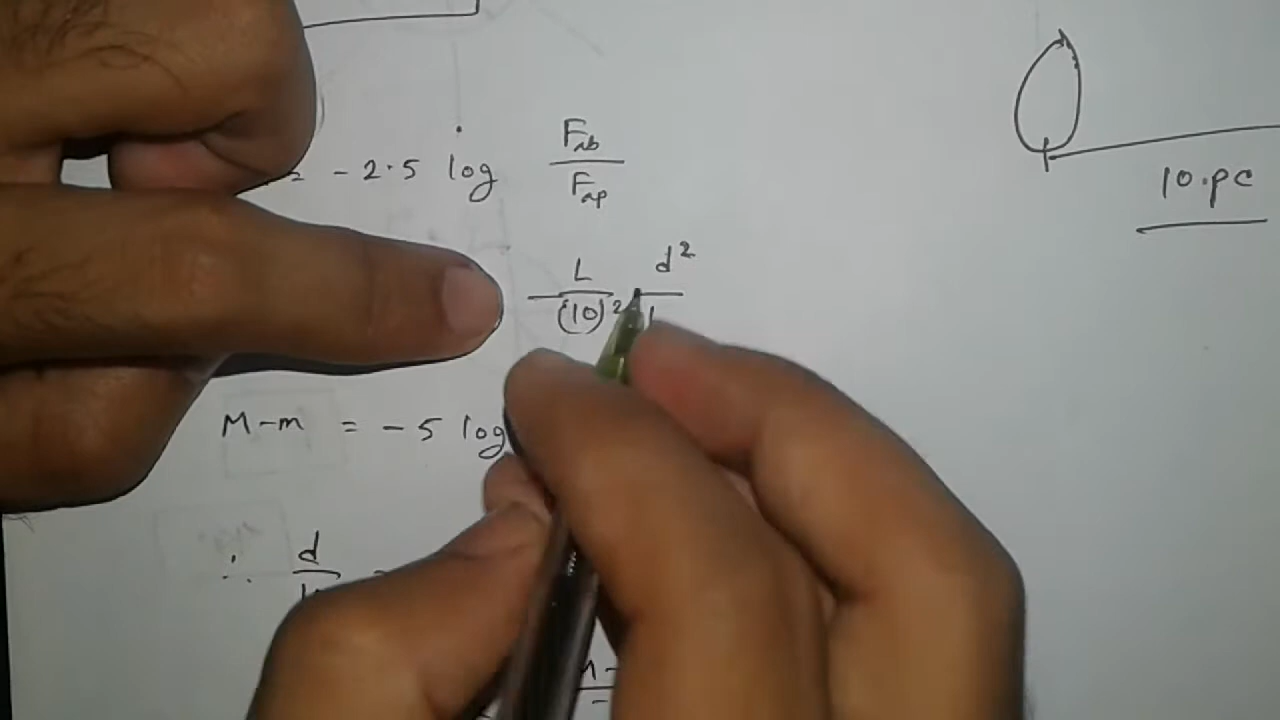 = - 2.5 log F_ab / F_ap
10.pc
L / (10)² d² /
M-m = -5 log
∴ d /